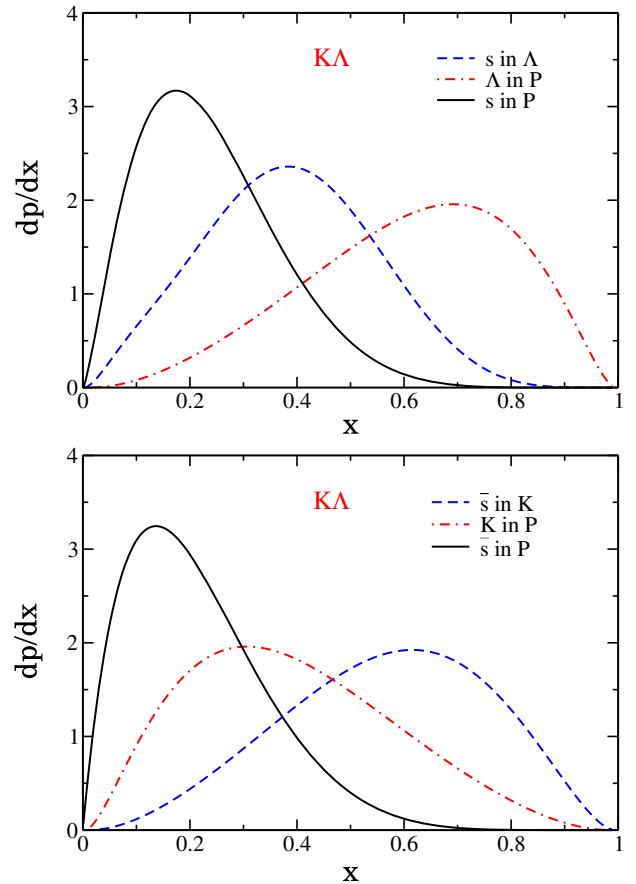 4
KΛ
s in Λ
Λ in P
s in P
3
dp/dx
2
1
0
0 0.2 0.4 0.6 0.8 1
x
4
KΛ
s̅ in K
K in P
s̅ in P
3
dp/dx
2
1
0
0 0.2 0.4 0.6 0.8 1
x